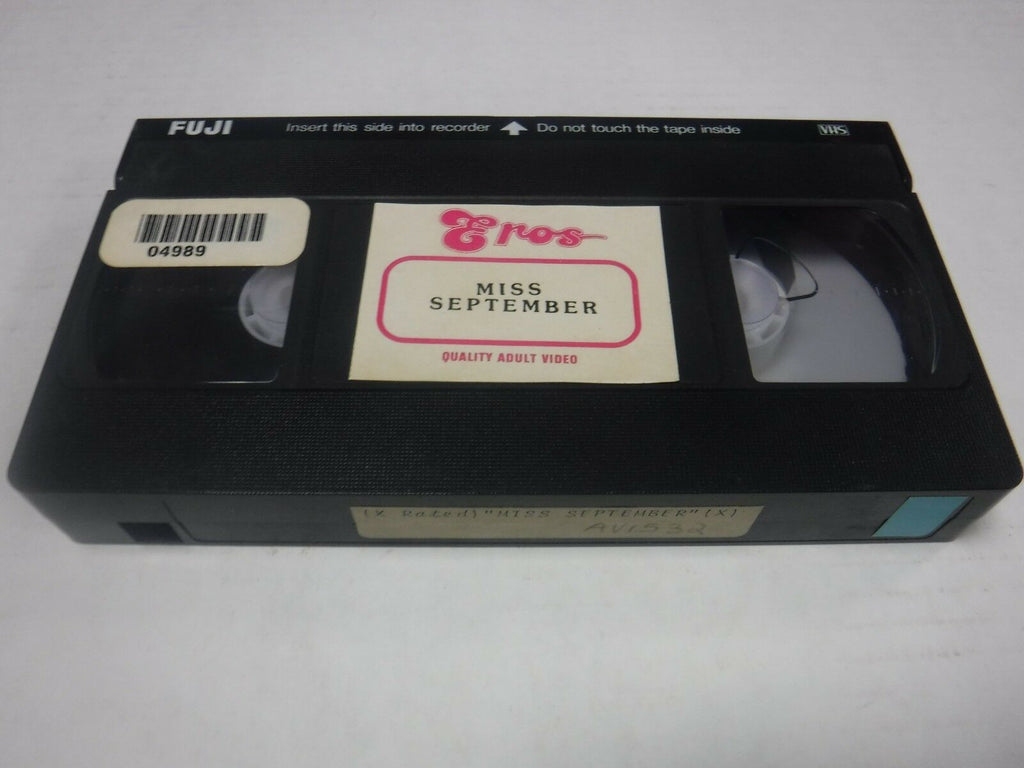 FUJI Insert this side into recorder Do not touch the tape inside VHS
04989
Eros
MISS
SEPTEMBER
QUALITY ADULT VIDEO
(X Rated) "MISS SEPTEMBER" (X)
AV1532